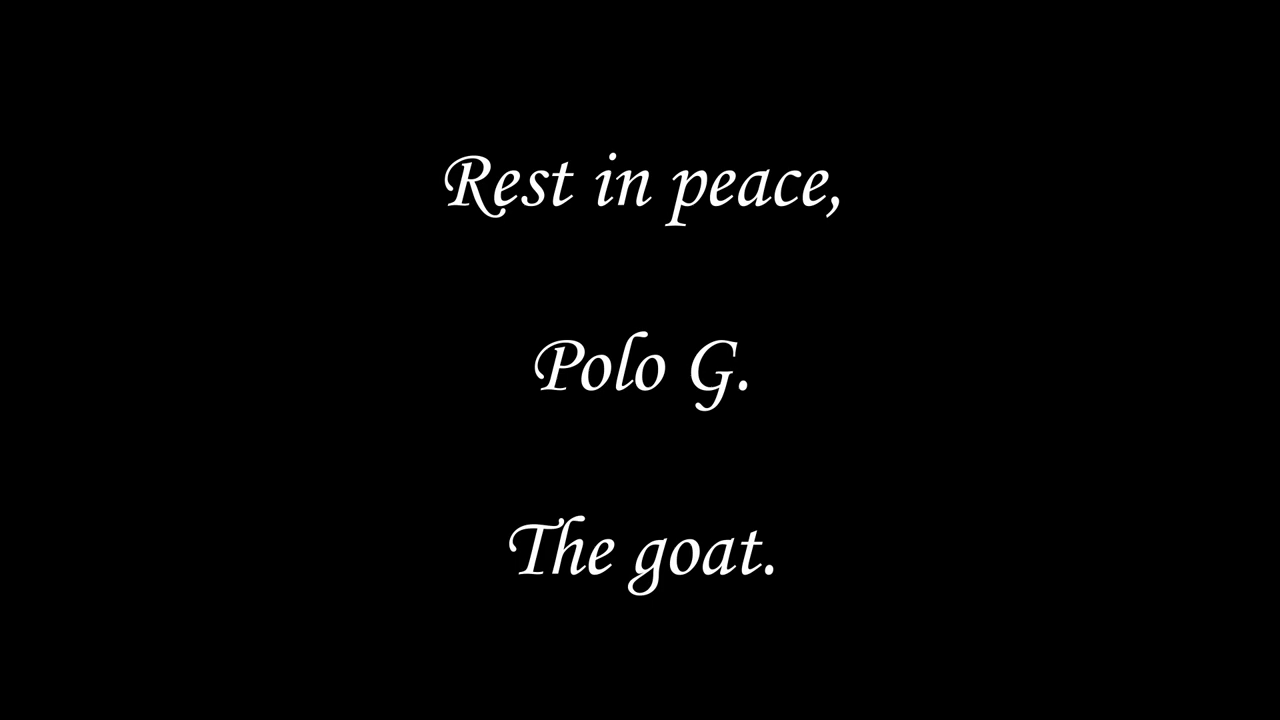 Rest in peace,
Polo G.
The goat.